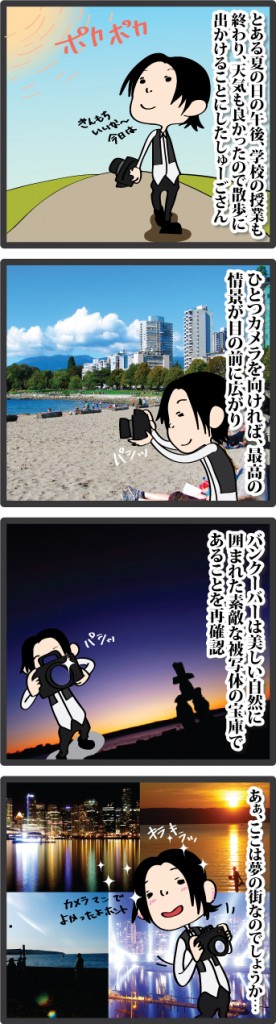 とある夏の日の午後、学校の授業も
終わり、天気も良かったので散歩に
出かけることにしたしゅーごさん
ポカポカ
きんもち
いいな～
今日は
ひとつカメラを向ければ、最高の
情景が目の前に広がり
パシャッ
バンクーバーは美しい自然に
囲まれた素敵な被写体の宝庫で
あることを再確認
パシャッ
あぁ、ここは夢の街なのでしょうか…
キラキラッ
カメラマンで
よかったよホント